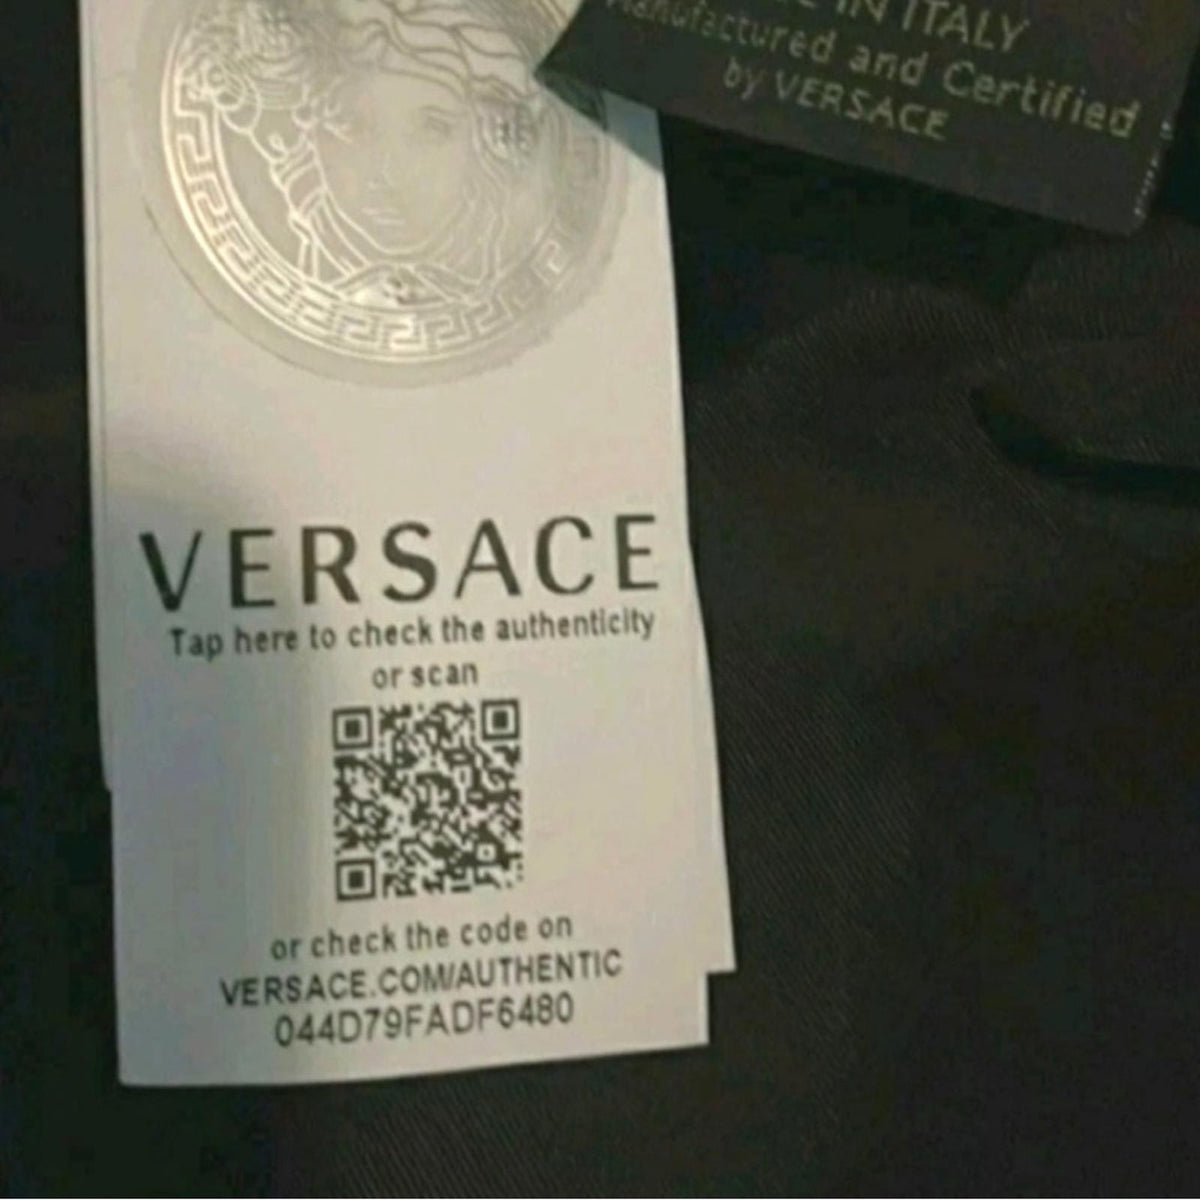 IN ITALY
Manufactured and Certified
by VERSACE
VERSACE
Tap here to check the authenticity
or scan
or check the code on
VERSACE.COM/AUTHENTIC
044D79FADF6480